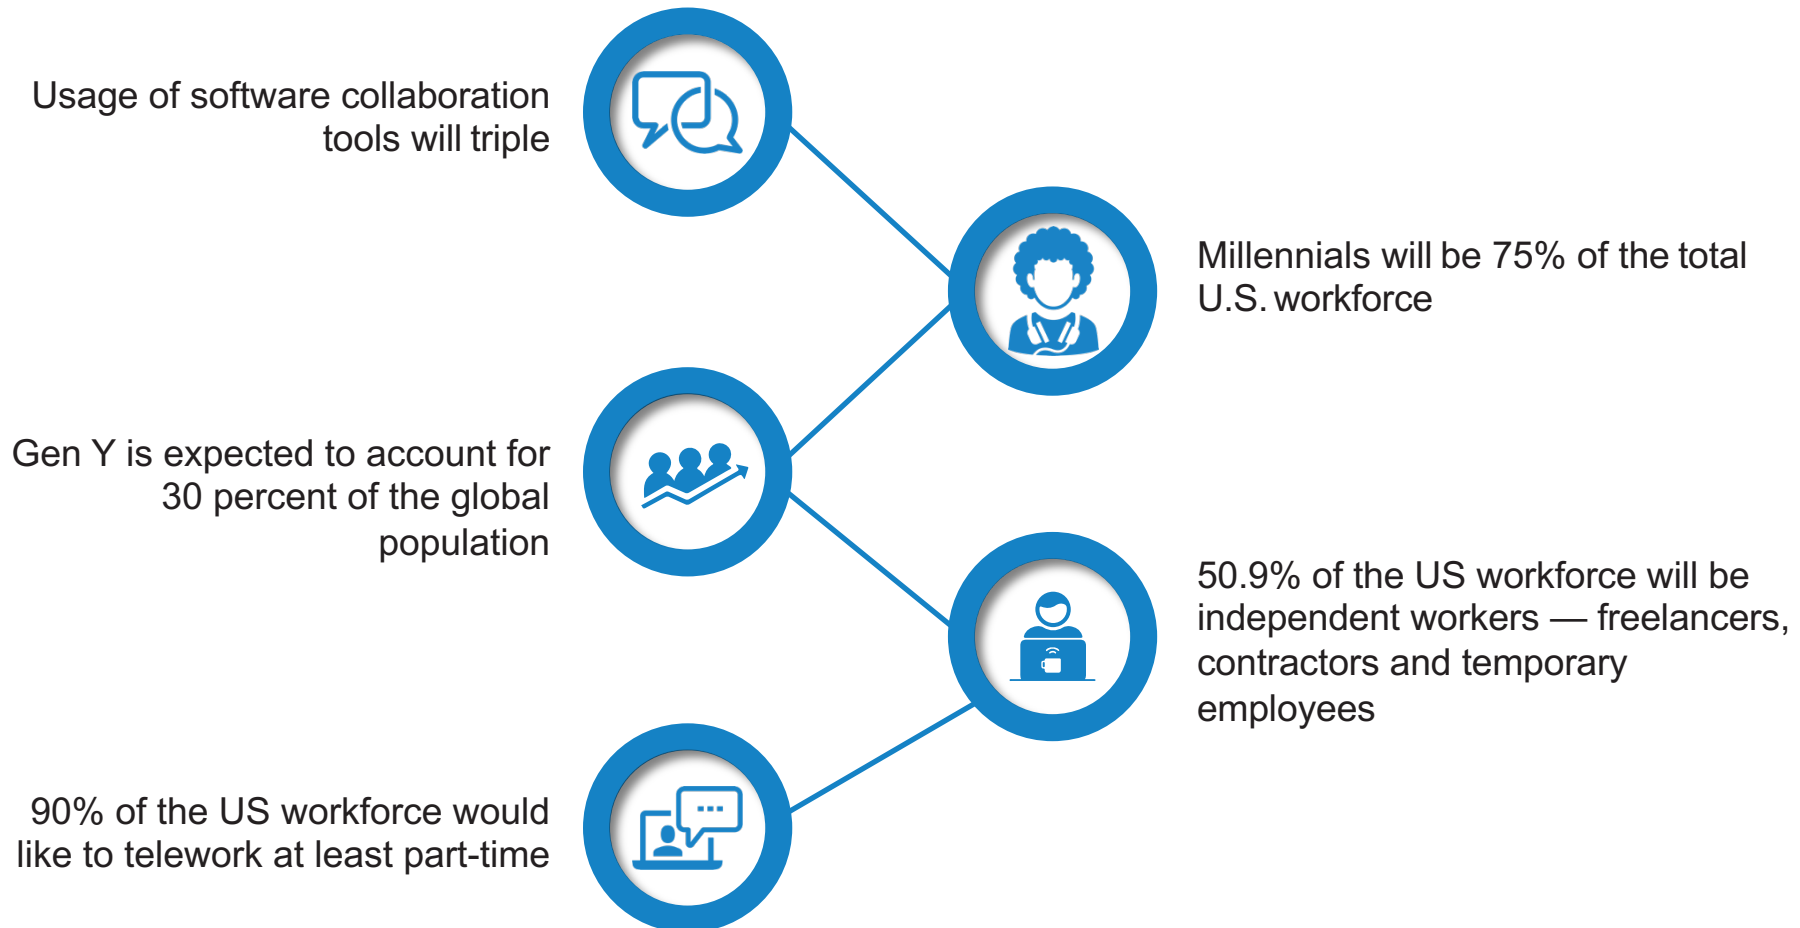 Usage of software collaboration
tools will triple
Millennials will be 75% of the total
U.S. workforce
Gen Y is expected to account for
30 percent of the global
population
50.9% of the US workforce will be
independent workers — freelancers,
contractors and temporary
employees
90% of the US workforce would
like to telework at least part-time